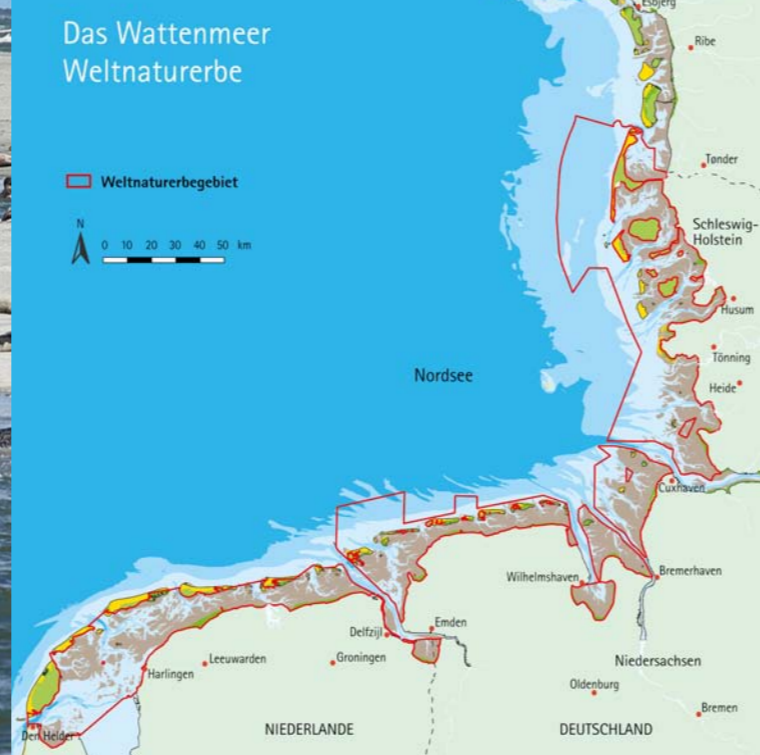 Das Wattenmeer
Weltnaturerbe
Weltnaturerbegebiet
N
0 10 20 30 40 50 km
Esbjerg
Ribe
Tønder
Schleswig-
Holstein
Husum
Tönning
Heide
Nordsee
Cuxhaven
Wilhelmshaven
Bremerhaven
Emden
Delfzijl
Groningen
Leeuwarden
Harlingen
Niedersachsen
Oldenburg
Bremen
Den Helder
NIEDERLANDE
DEUTSCHLAND